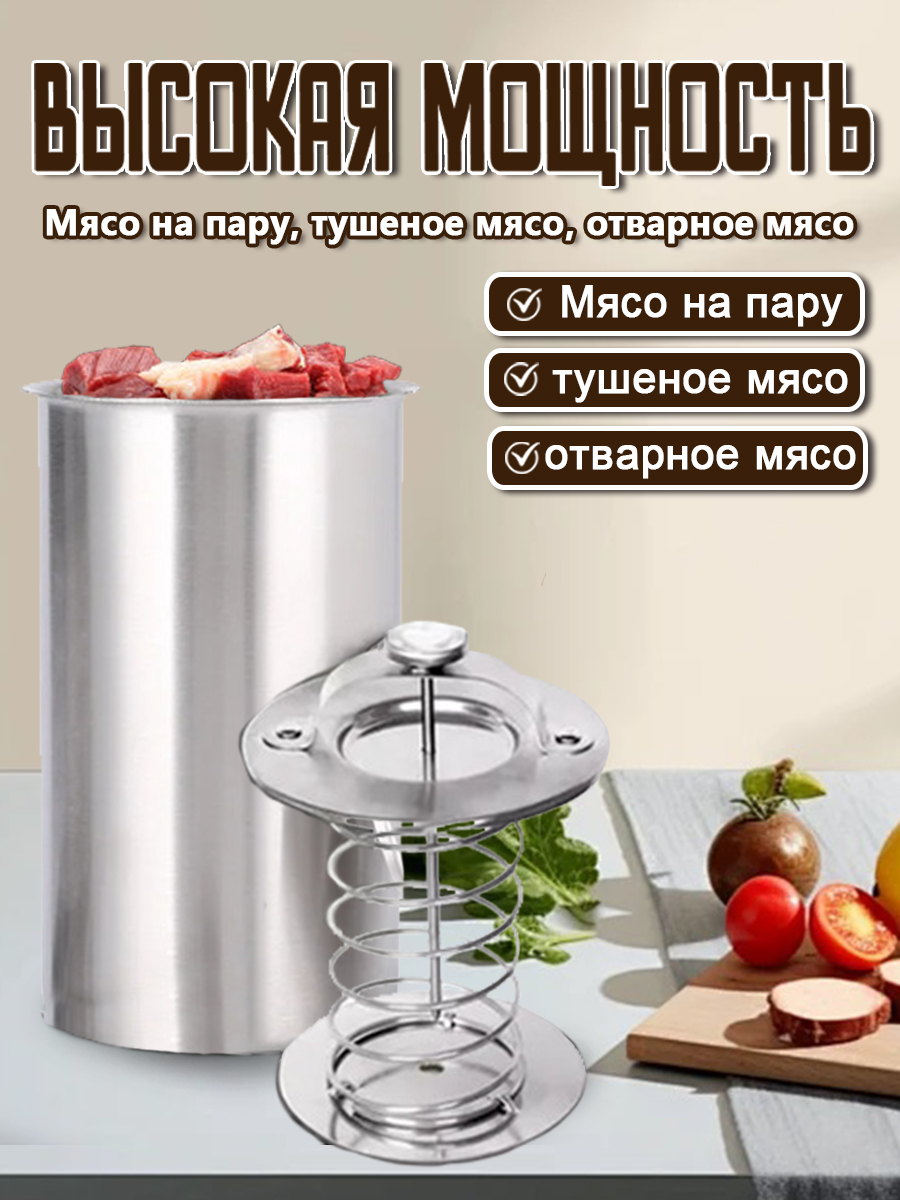 ВЫСОКАЯ МОЩНОСТЬ
Мясо на пару, тушеное мясо, отварное мясо
Мясо на пару
тушеное мясо
отварное мясо